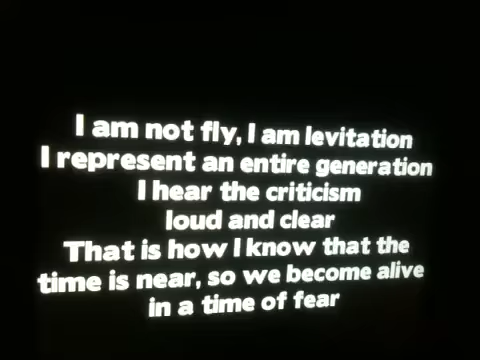 I am not fly, I am levitation
I represent an entire generation
I hear the criticism
loud and clear
That is how I know that the
time is near, so we become alive
in a time of fear